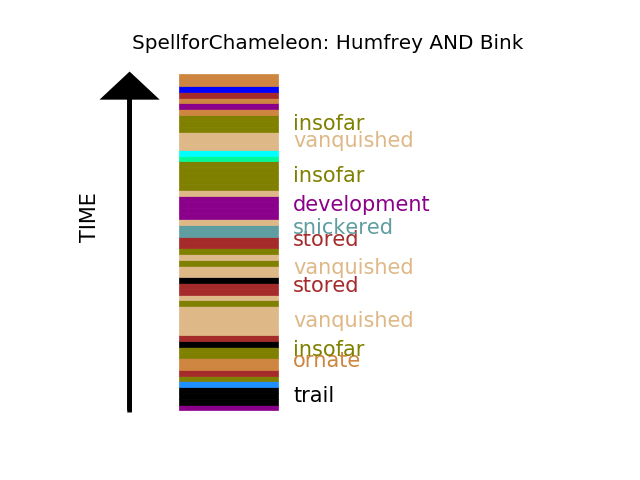 SpellforChameleon: Humfrey AND Bink
TIME
insofar
vanquished
insofar
development
snickered
stored
vanquished
stored
vanquished
insofar
ornate
trail